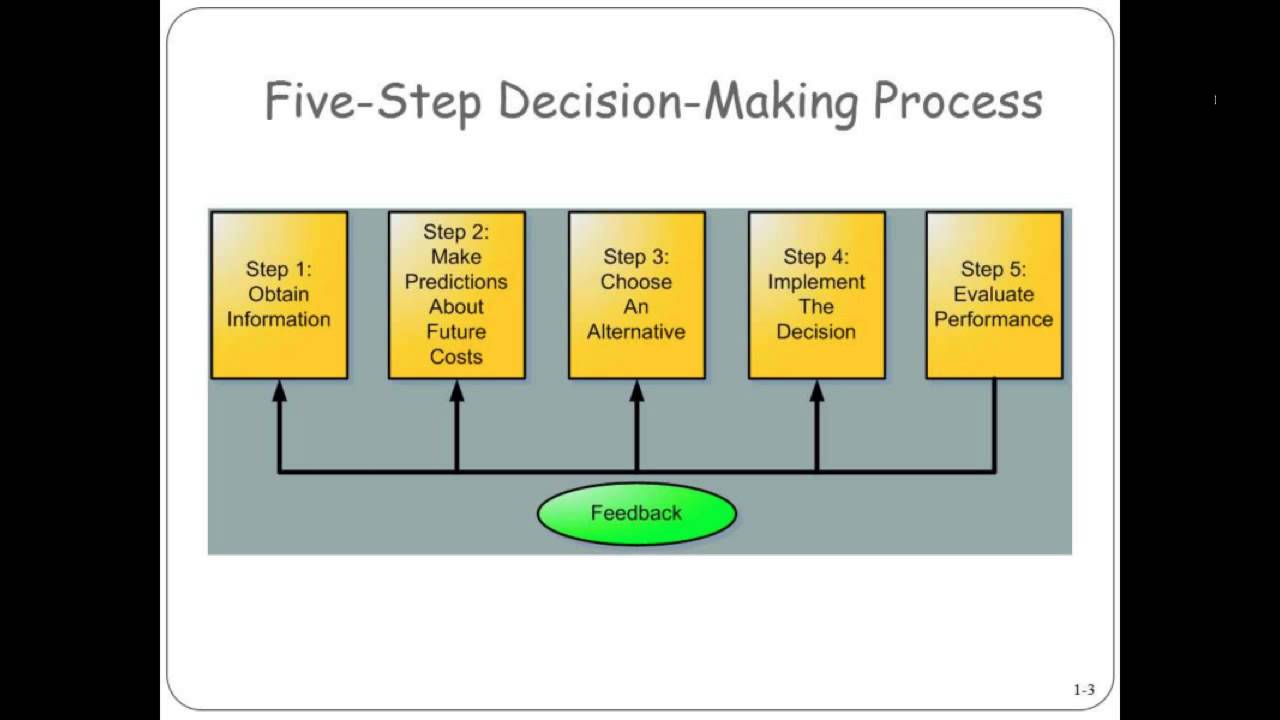 Five-Step Decision-Making Process
Step 1:
Obtain
Information
Step 2:
Make
Predictions
About
Future
Costs
Step 3:
Choose
An
Alternative
Step 4:
Implement
The
Decision
Step 5:
Evaluate
Performance
Feedback
1-3